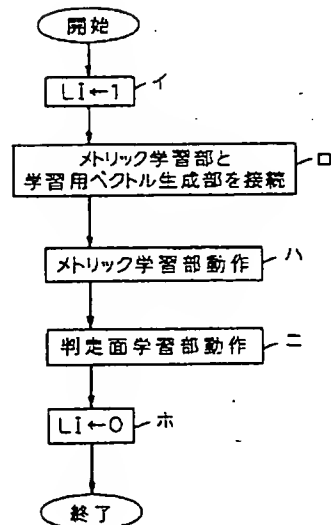 開始
LI←1
イ
メトリック学習部と
学習用ベクトル生成部を接続
ロ
メトリック学習部動作
ハ
判定面学習部動作
ニ
LI←0
ホ
終了